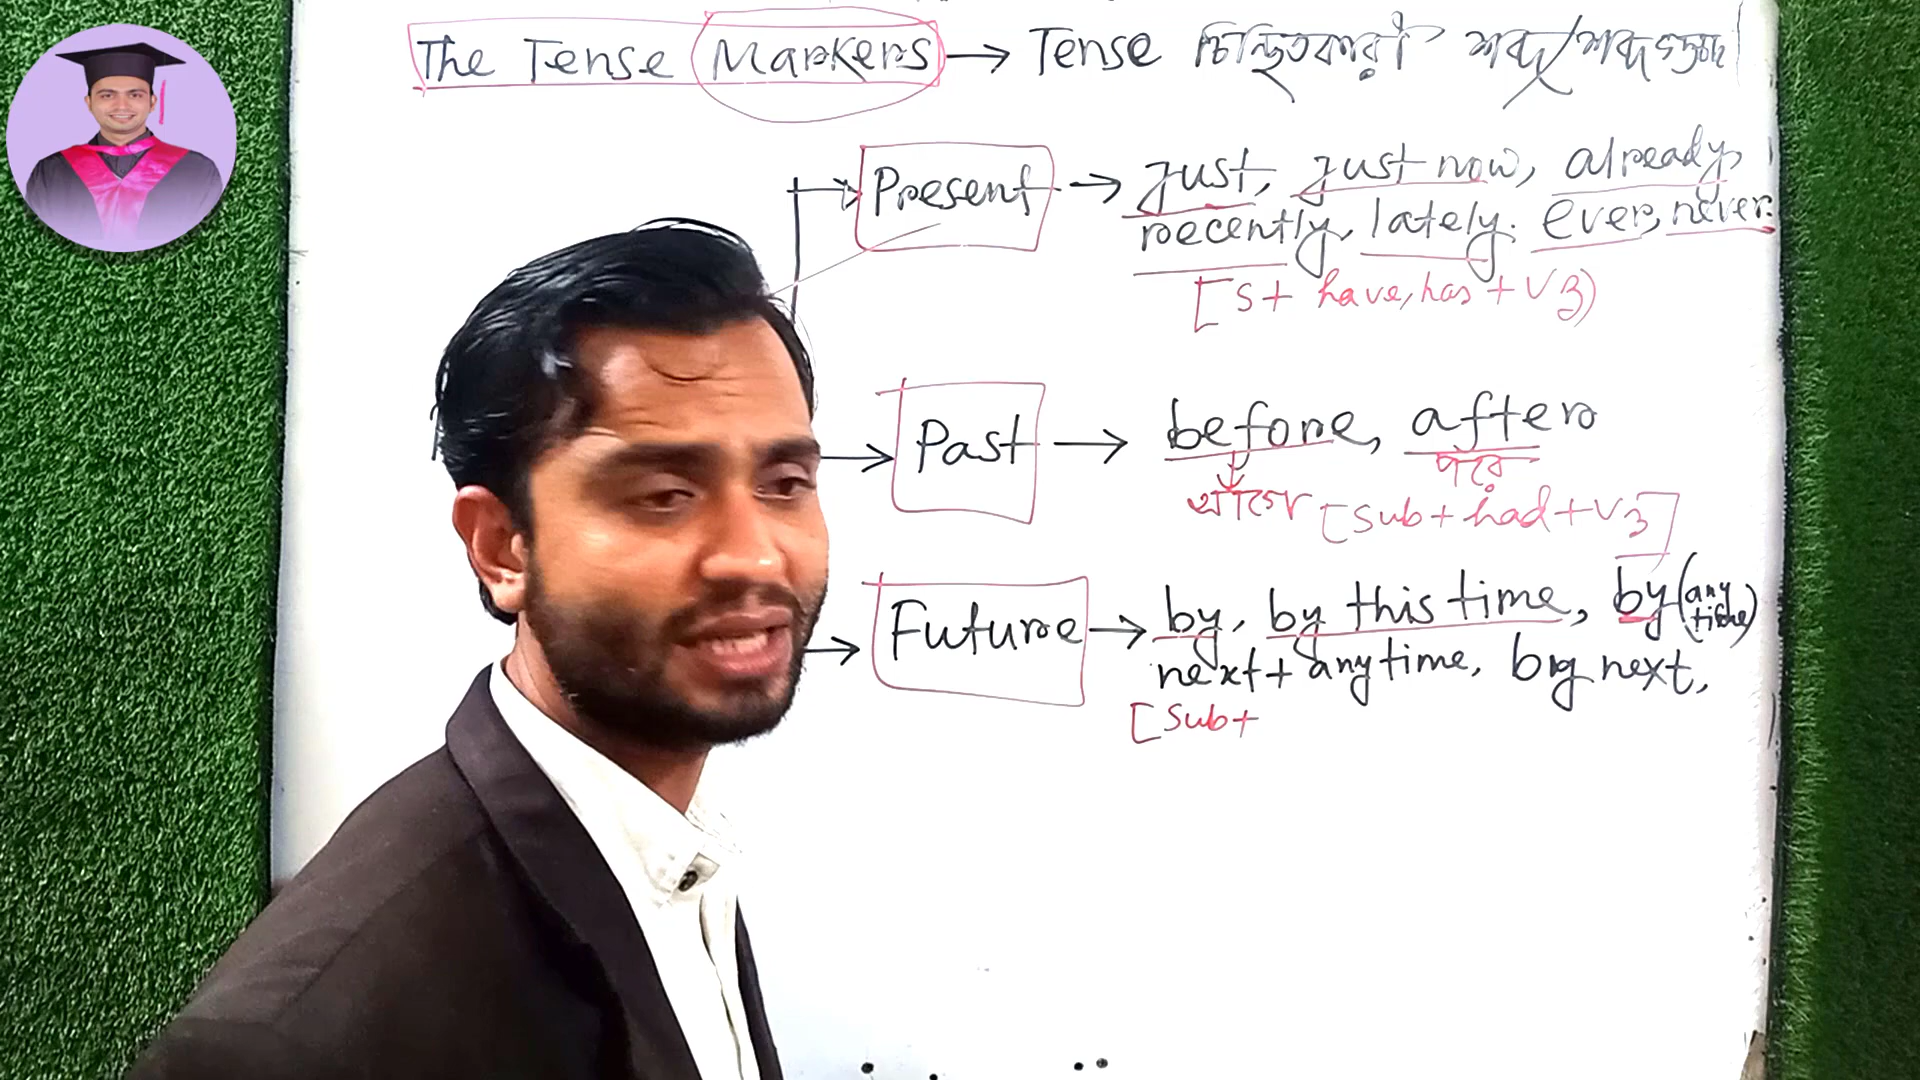 The Tense Markers → Tense চিহ্নিতকারী শব্দ/শব্দগুচ্ছ।
Present → just, just now, already,
recently, lately. ever, never.
[S + have, has + V3)
Past → before, after
আগে পরে [sub + had + V3]
Future → by, by this time, by (any time)
next + any time, by next,
[sub +